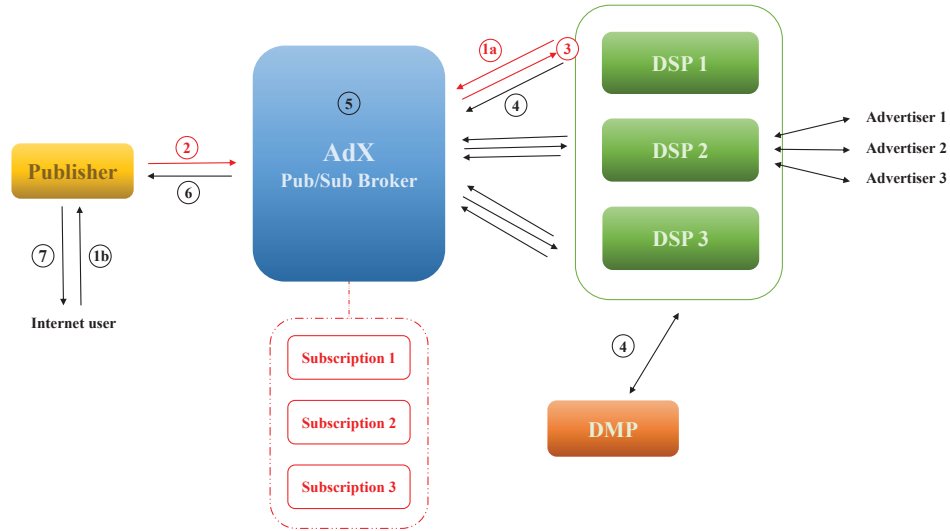 1a
3
DSP 1
4
5
2
AdX
Pub/Sub Broker
DSP 2
Advertiser 1
Advertiser 2
Advertiser 3
Publisher
6
DSP 3
7
1b
Internet user
Subscription 1
Subscription 2
Subscription 3
4
DMP